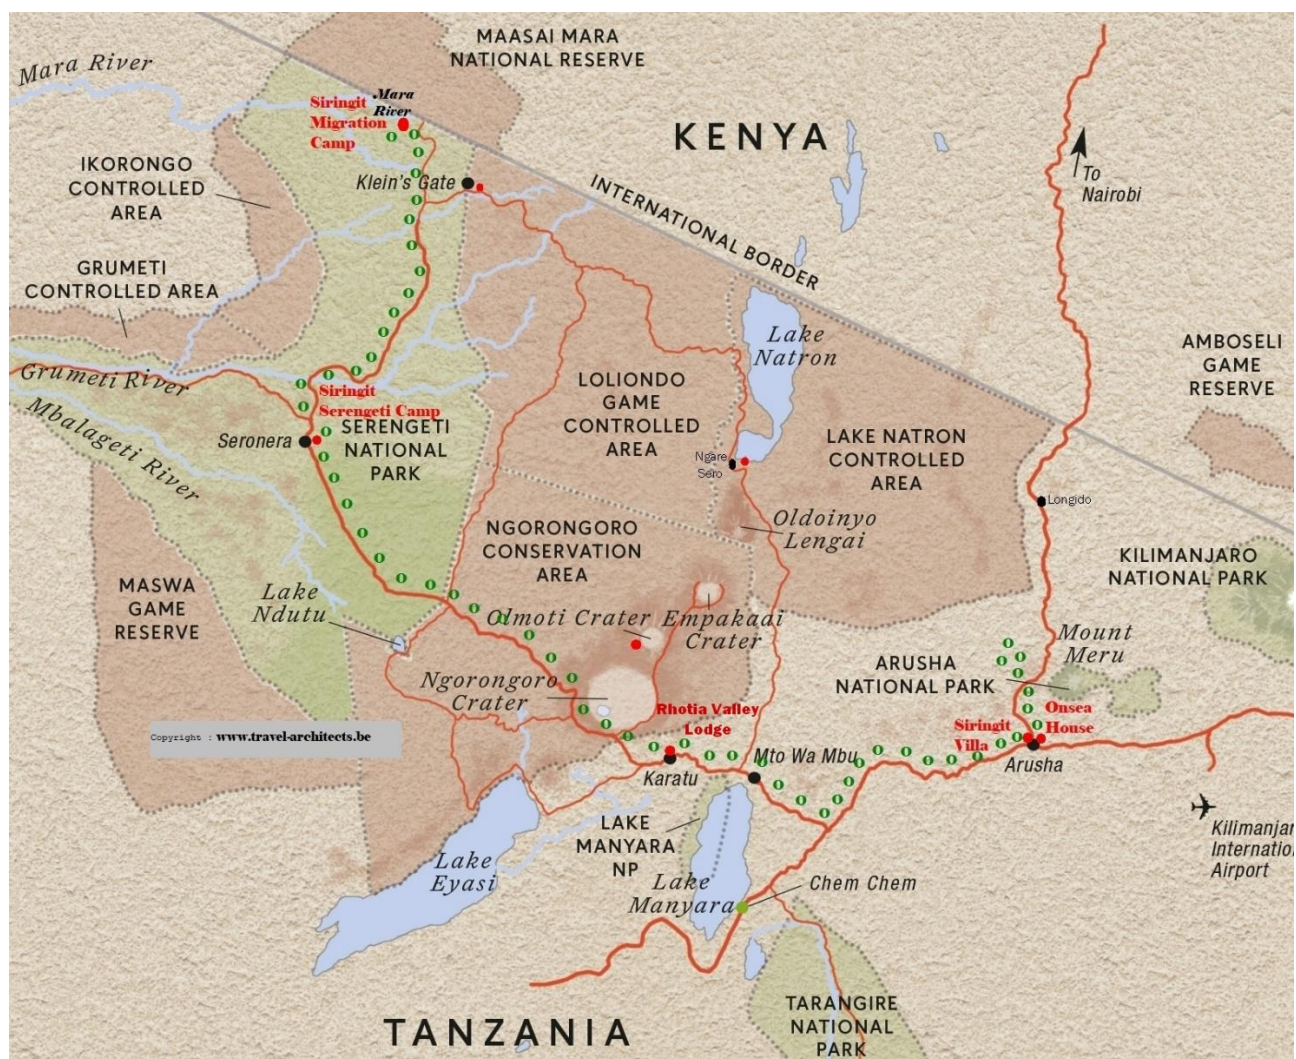 MAASAI MARA
NATIONAL RESERVE
Mara River
Siringit
Migration
Camp
Mara
River
KENYA
To
Nairobi
IKORONGO
CONTROLLED
AREA
Klein's Gate
INTERNATIONAL BORDER
GRUMETI
CONTROLLED AREA
Lake
Natron
AMBOSELI
GAME
RESERVE
Grumeti River
Siringit
Serengeti Camp
LOLIONDO
GAME
CONTROLLED
AREA
Mbalageti River
Seronera
SERENGETI
NATIONAL
PARK
LAKE NATRON
CONTROLLED
AREA
Ngare
Sero
Longido
Oldoinyo
Lengai
NGORONGORO
CONSERVATION
AREA
KILIMANJARO
NATIONAL PARK
MASWA
GAME
RESERVE
Lake
Ndutu
Olmoti Crater
Empakadi
Crater
Mount
Meru
ARUSHA
NATIONAL PARK
Ngorongoro
Crater
Rhotia Valley
Lodge
Siringit
Villa
Onsea
House
Copyright : www.travel-architects.be
Karatu
Mto Wa Mbu
Arusha
LAKE
MANYARA
NP
Kilimanjar
Internatio
Airport
Lake
Eyasi
Lake
Manyara
Chem Chem
TARANGIRE
NATIONAL
PARK
TANZANIA